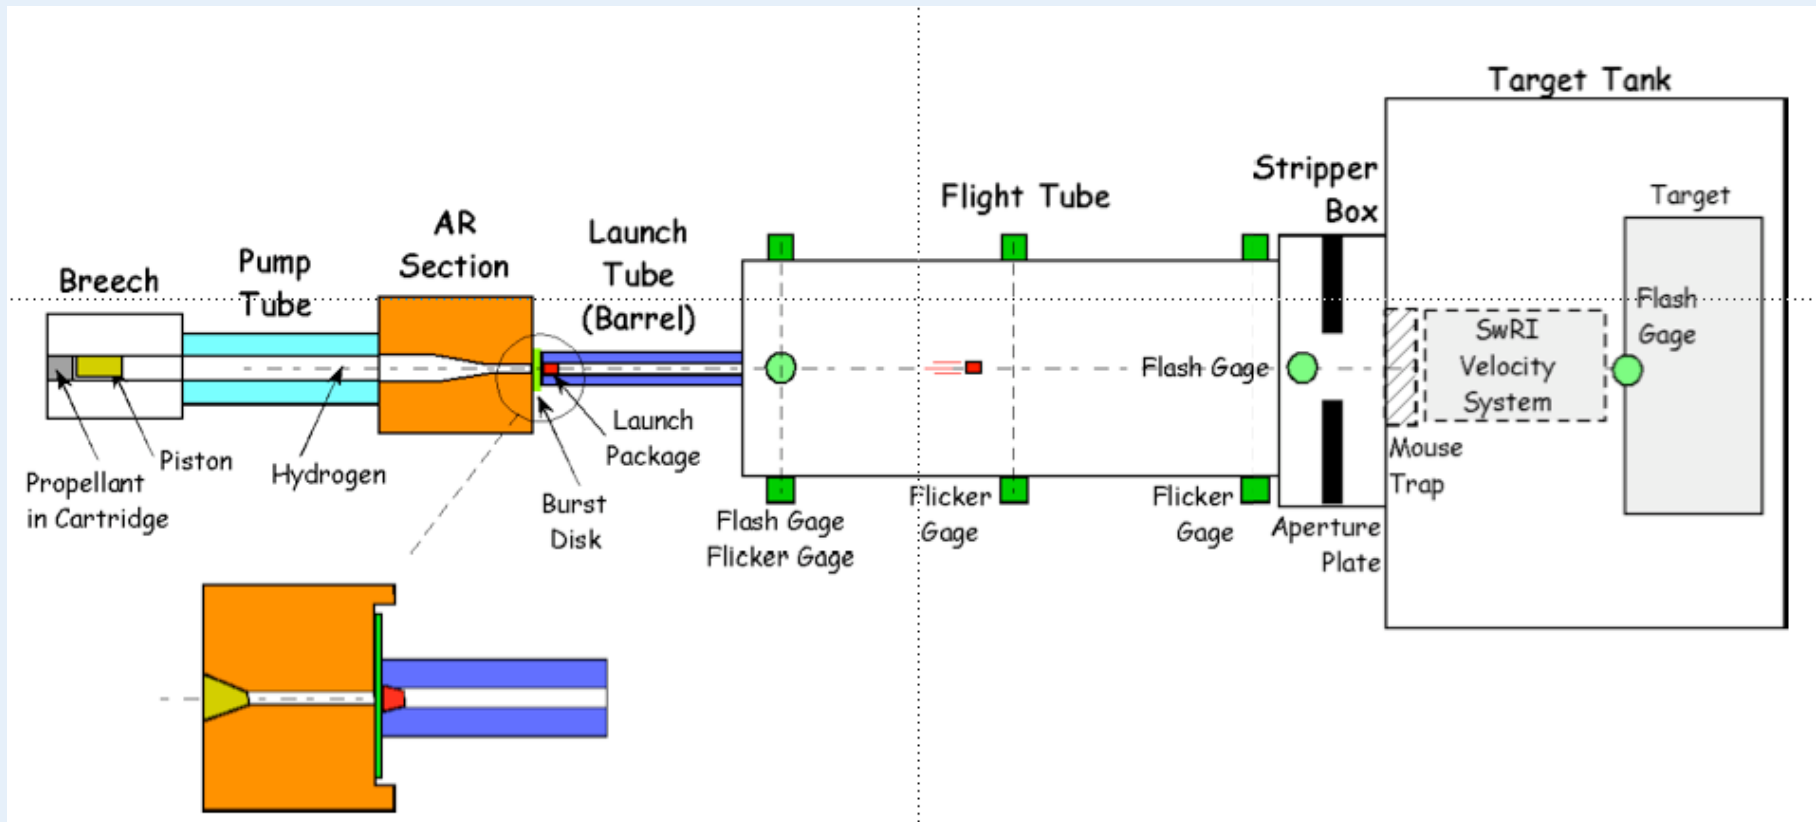 Target Tank
Stripper
Box
Flight Tube
Target
AR
Section
Launch
Tube
(Barrel)
Pump
Tube
Breech
Flash
Gage
SwRI
Velocity
System
Flash Gage
Launch
Package
Mouse
Trap
Piston
Hydrogen
Propellant
in Cartridge
Burst
Disk
Flash Gage
Flicker Gage
Flicker
Gage
Flicker
Gage
Aperture
Plate